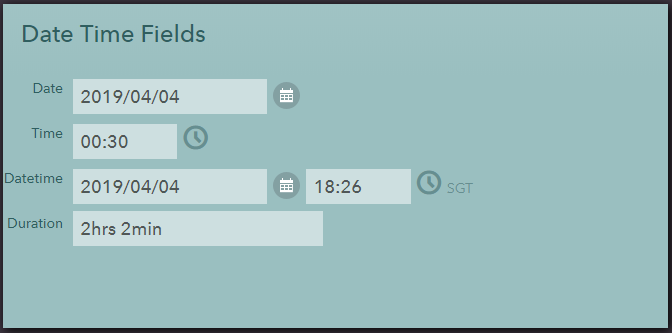 Date Time Fields
Date 2019/04/04
Time 00:30
Datetime 2019/04/04 18:26 SGT
Duration 2hrs 2min